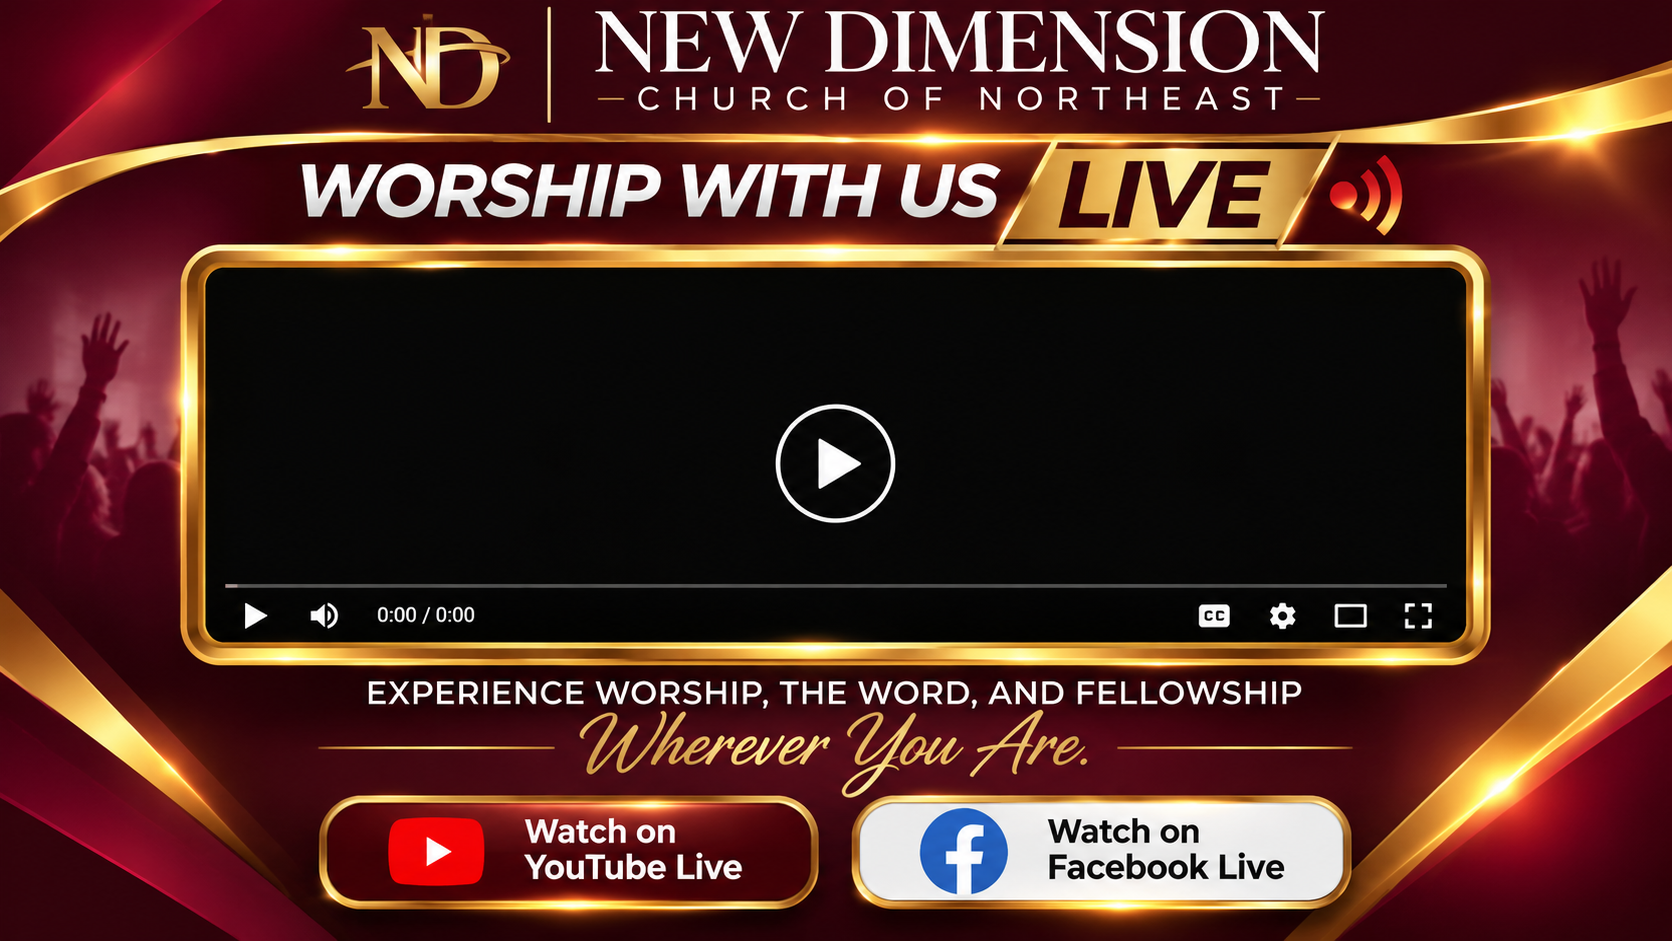 ND
NEW DIMENSION
CHURCH OF NORTHEAST
WORSHIP WITH US LIVE
0:00 / 0:00
CC
EXPERIENCE WORSHIP, THE WORD, AND FELLOWSHIP
Wherever You Are.
Watch on
YouTube Live
Watch on
Facebook Live